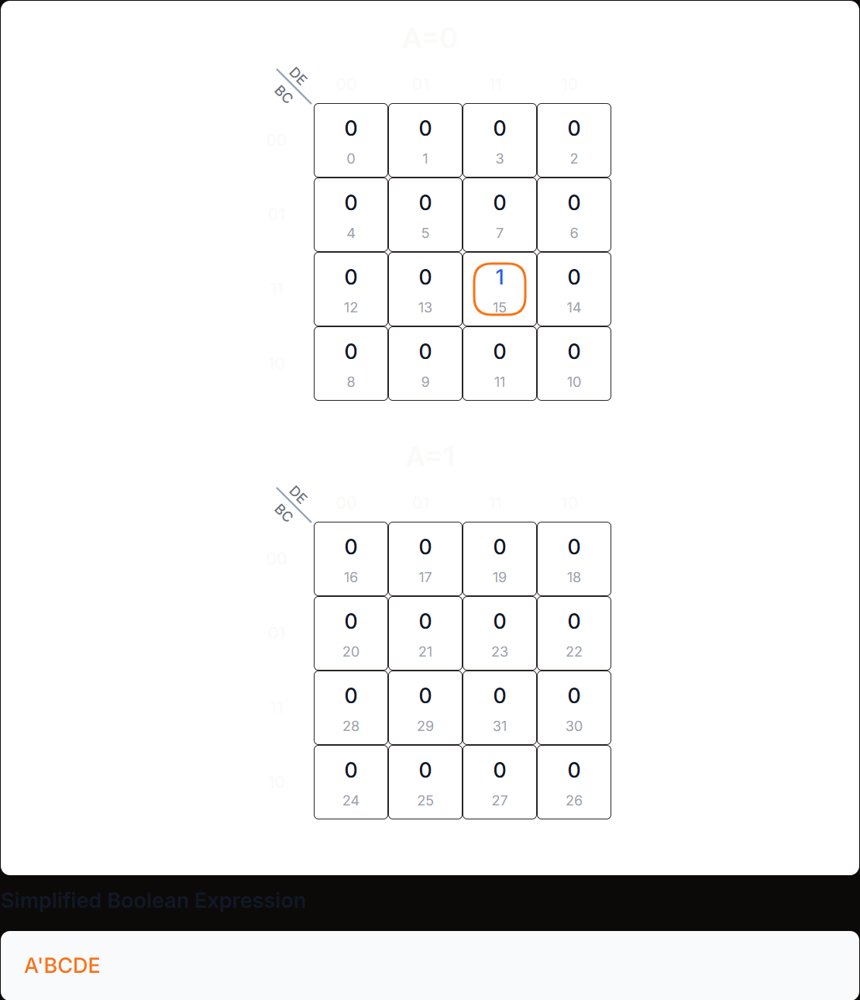 A=0
DE
BC
00 01 11 10
00
0 0 0 0
0 1 3 2
01
0 0 0 0
4 5 7 6
11
0 0 1 0
12 13 15 14
10
0 0 0 0
8 9 11 10
A=1
DE
BC
00 01 11 10
00
0 0 0 0
16 17 19 18
01
0 0 0 0
20 21 23 22
11
0 0 0 0
28 29 31 30
10
0 0 0 0
24 25 27 26
Simplified Boolean Expression
A'BCDE